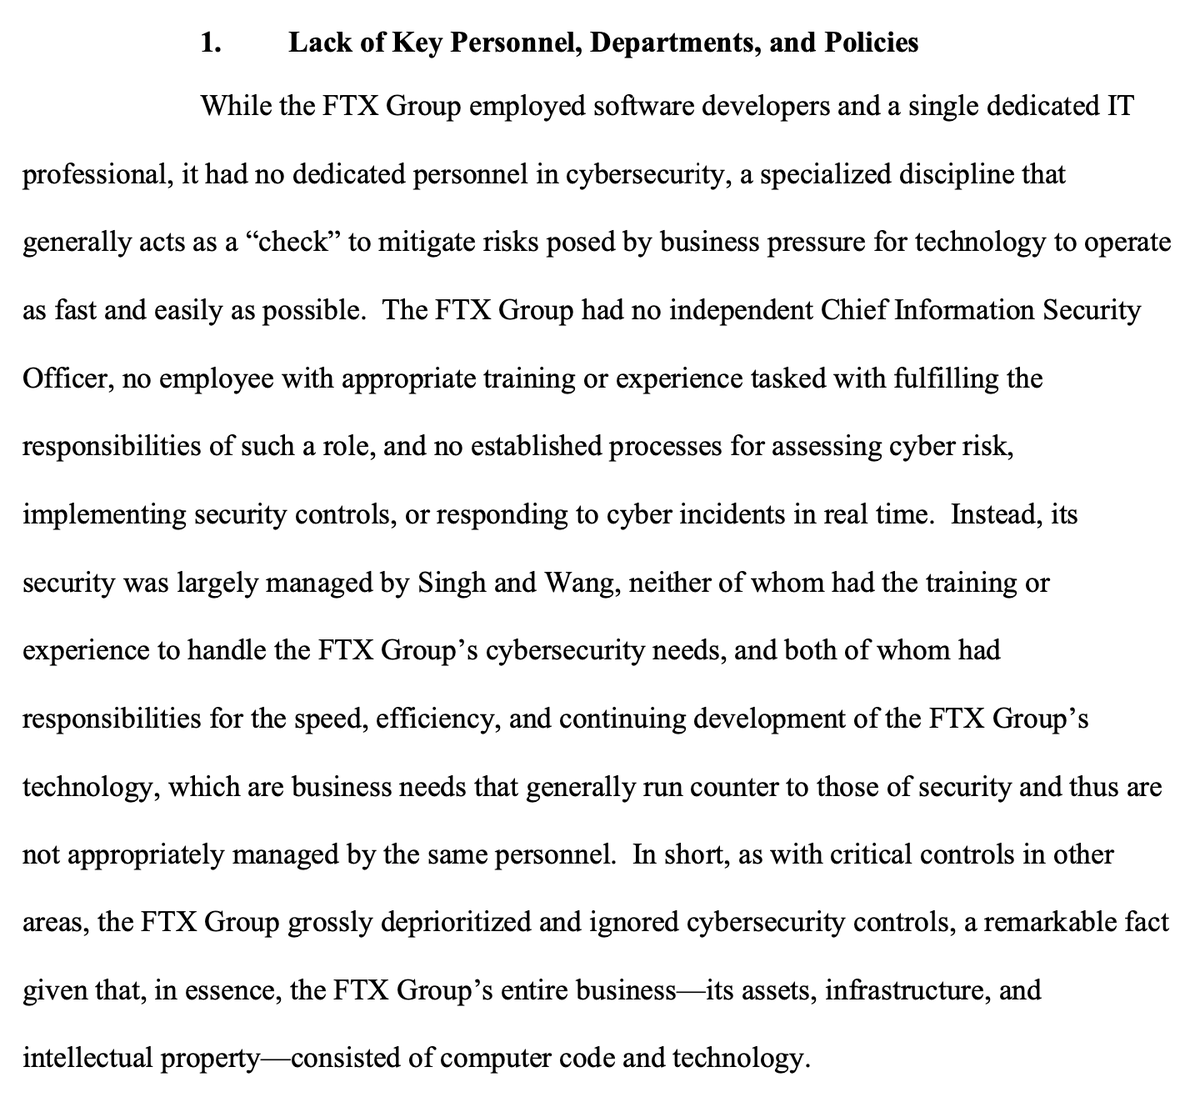 1. Lack of Key Personnel, Departments, and Policies
While the FTX Group employed software developers and a single dedicated IT
professional, it had no dedicated personnel in cybersecurity, a specialized discipline that
generally acts as a “check” to mitigate risks posed by business pressure for technology to operate
as fast and easily as possible.  The FTX Group had no independent Chief Information Security
Officer, no employee with appropriate training or experience tasked with fulfilling the
responsibilities of such a role, and no established processes for assessing cyber risk,
implementing security controls, or responding to cyber incidents in real time.  Instead, its
security was largely managed by Singh and Wang, neither of whom had the training or
experience to handle the FTX Group’s cybersecurity needs, and both of whom had
responsibilities for the speed, efficiency, and continuing development of the FTX Group’s
technology, which are business needs that generally run counter to those of security and thus are
not appropriately managed by the same personnel.  In short, as with critical controls in other
areas, the FTX Group grossly deprioritized and ignored cybersecurity controls, a remarkable fact
given that, in essence, the FTX Group’s entire business—its assets, infrastructure, and
intellectual property—consisted of computer code and technology.